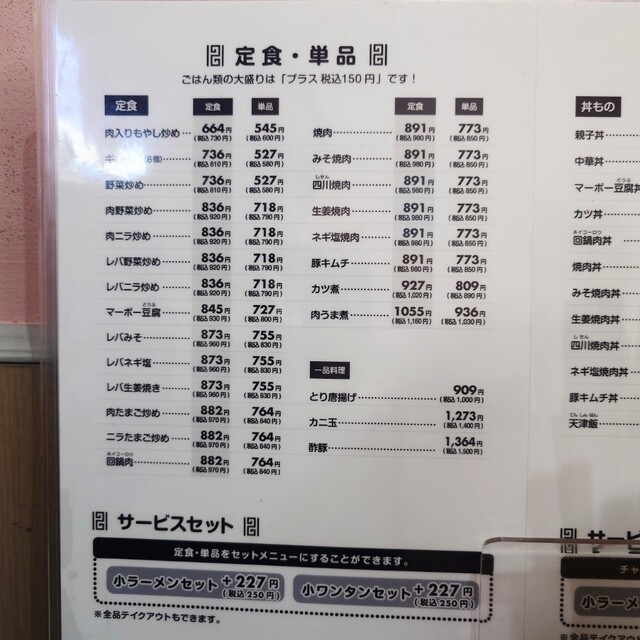 定食・単品
ごはん類の大盛りは「プラス 税込150円」です!
定食 定食 単品
肉入りもやし炒め 664円(税込730円) 545円(税込600円)
(6個) 736円(税込810円) 527円(税込580円)
野菜炒め 736円(税込810円) 527円(税込580円)
肉野菜炒め 836円(税込920円) 718円(税込790円)
肉ニラ炒め 836円(税込920円) 718円(税込790円)
レバ野菜炒め 836円(税込920円) 718円(税込790円)
レバニラ炒め 836円(税込920円) 718円(税込790円)
マーボー豆腐 845円(税込930円) 727円(税込800円)
レバみそ 873円(税込960円) 755円(税込830円)
レバネギ塩 873円(税込960円) 755円(税込830円)
レバ生姜焼き 873円(税込960円) 755円(税込830円)
肉たまご炒め 882円(税込970円) 764円(税込840円)
ニラたまご炒め 882円(税込970円) 764円(税込840円)
回鍋肉 882円(税込970円) 764円(税込840円)
定食 単品
焼肉 891円(税込980円) 773円(税込850円)
みそ焼肉 891円(税込980円) 773円(税込850円)
四川焼肉 891円(税込980円) 773円(税込850円)
生姜焼肉 891円(税込980円) 773円(税込850円)
ネギ塩焼肉 891円(税込980円) 773円(税込850円)
豚キムチ 891円(税込980円) 773円(税込850円)
カツ煮 927円(税込1,020円) 809円(税込890円)
肉うま煮 1055円(税込1,160円) 936円(税込1,030円)
一品料理
とり唐揚げ 909円(税込1,000円)
カニ玉 1,273円(税込1,400円)
酢豚 1,364円(税込1,500円)
サービスセット
定食・単品をセットメニューにすることができます。
小ラーメンセット+227円(税込250円) 小ワンタンセット+227円(税込250円)
※全品テイクアウトもできます。
丼もの
親子丼
中華丼
マーボー豆腐丼
カツ丼
回鍋肉丼
焼肉丼
みそ焼肉丼
生姜焼肉丼
四川焼肉丼
ネギ塩焼肉丼
豚キムチ丼
天津飯
サービ
チャ
小ラーメ
※